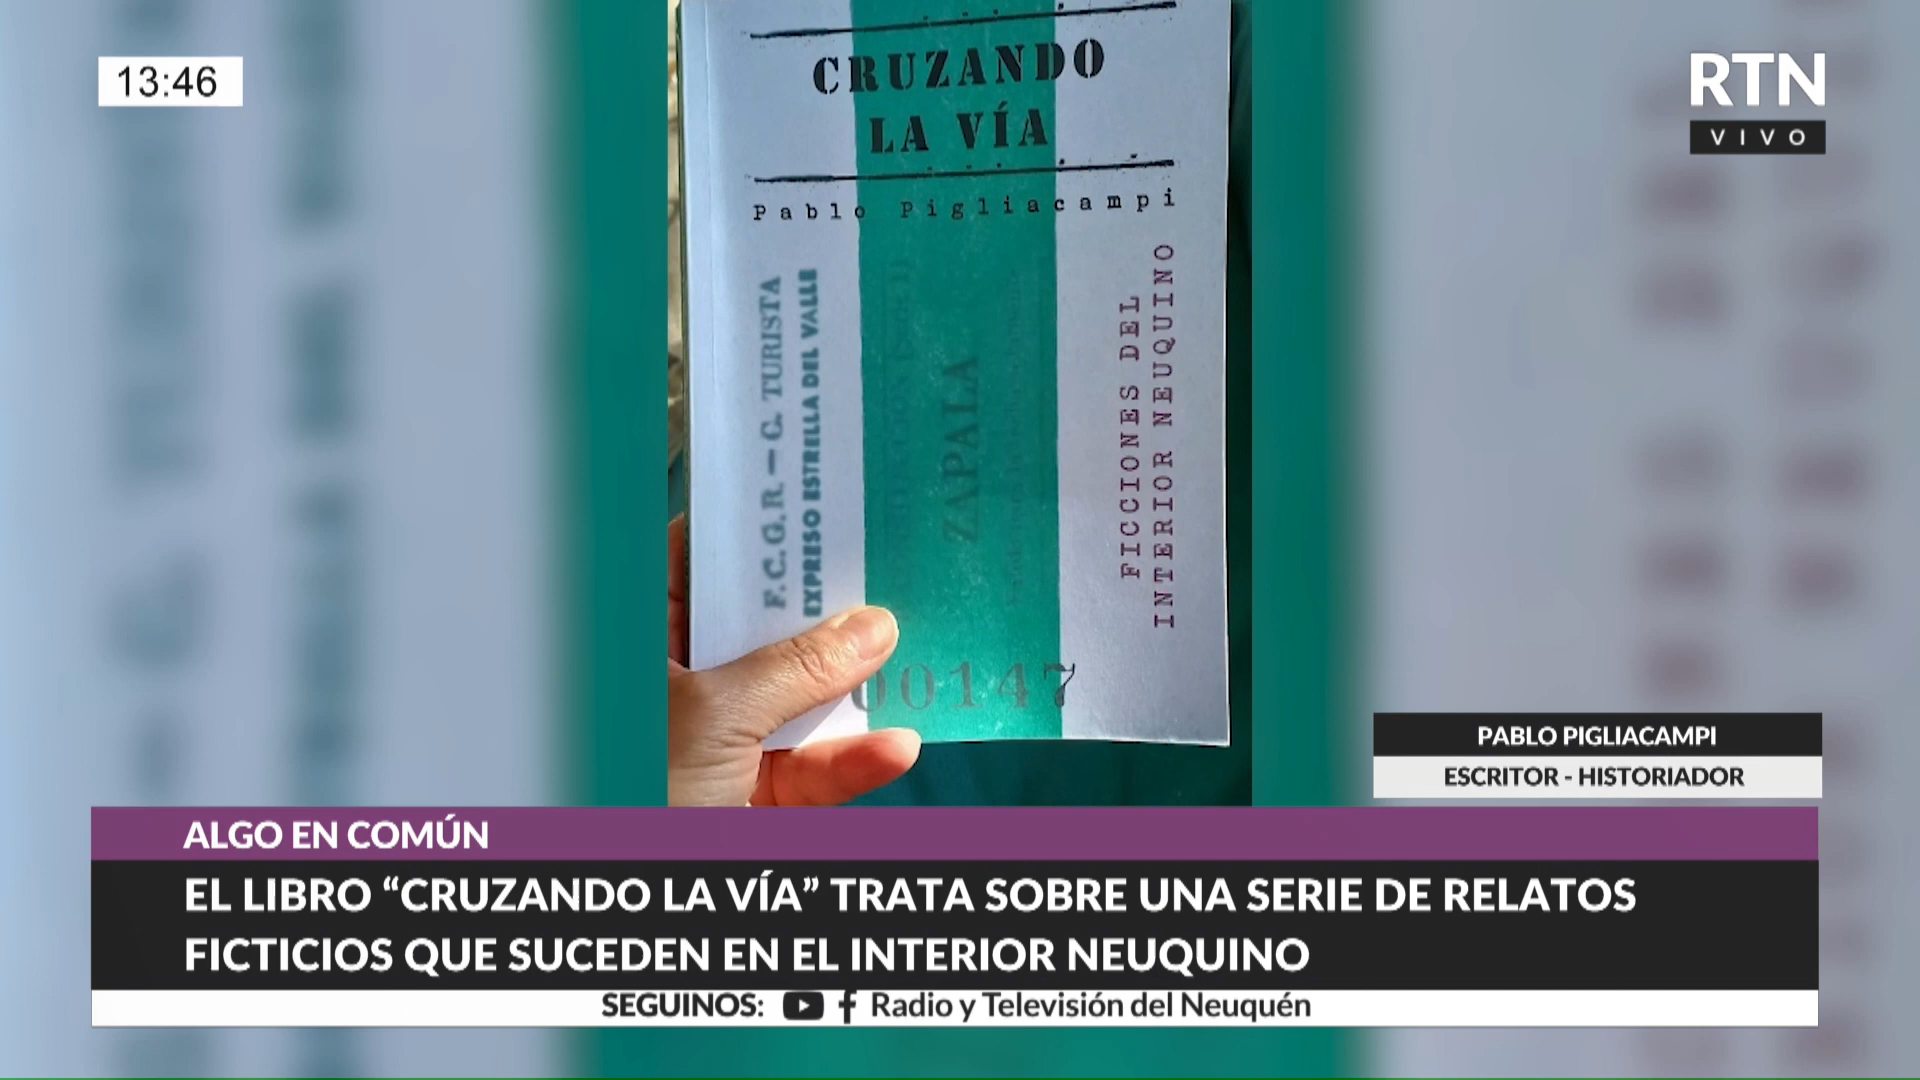 13:46
RTN
VIVO
CRUZANDO
LA VÍA
Pablo Pigliacampi
F.C.G.R. — C. TURISTA
EXPRESO ESTRELLA DEL VALLE
ZAPALA
FICCIONES DEL
INTERIOR NEUQUINO
00147
PABLO PIGLIACAMPI
ESCRITOR - HISTORIADOR
ALGO EN COMÚN
EL LIBRO “CRUZANDO LA VÍA” TRATA SOBRE UNA SERIE DE RELATOS
FICTICIOS QUE SUCEDEN EN EL INTERIOR NEUQUINO
SEGUINOS: Radio y Televisión del Neuquén